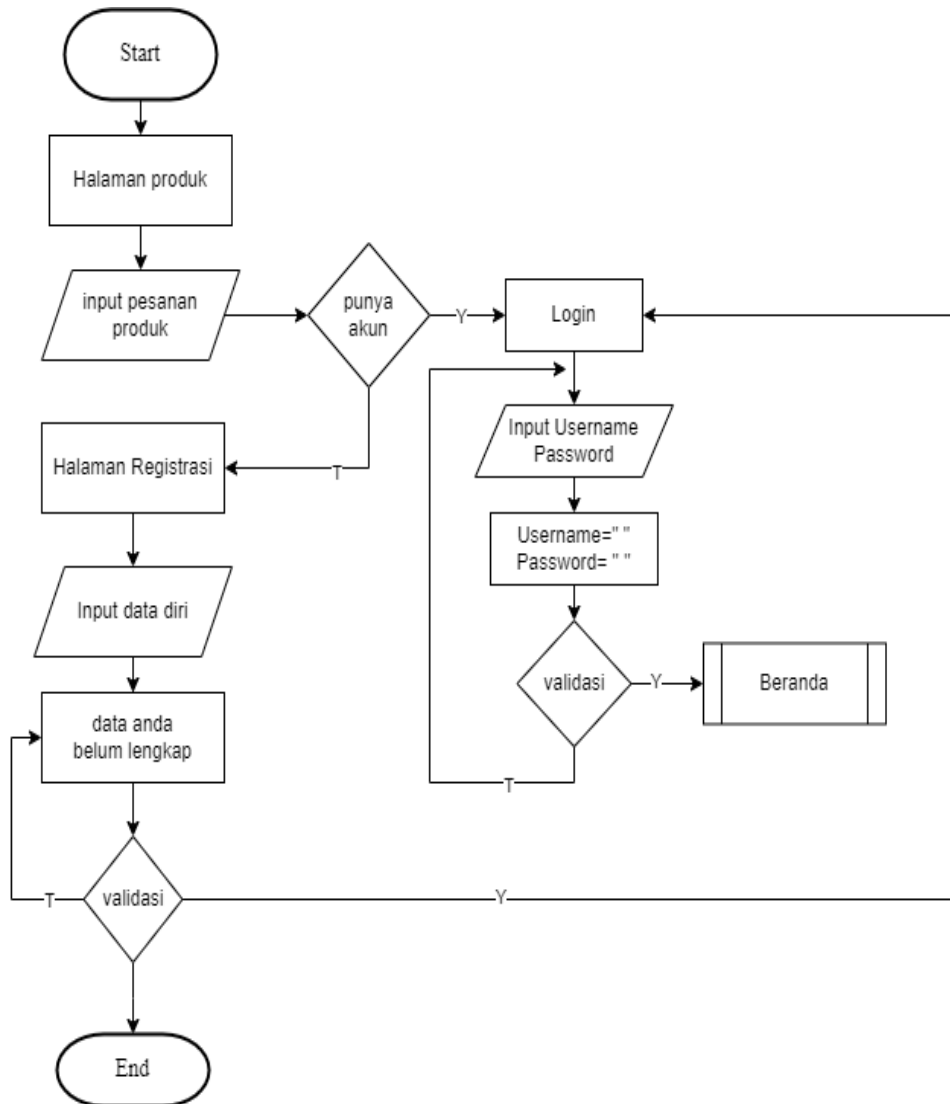 Start
Halaman produk
input pesanan
produk
punya
akun
Y
Login
T
Halaman Registrasi
Input Username
Password
Username=" "
Password= " "
Input data diri
validasi
Y
Beranda
T
data anda
belum lengkap
validasi
T
Y
End